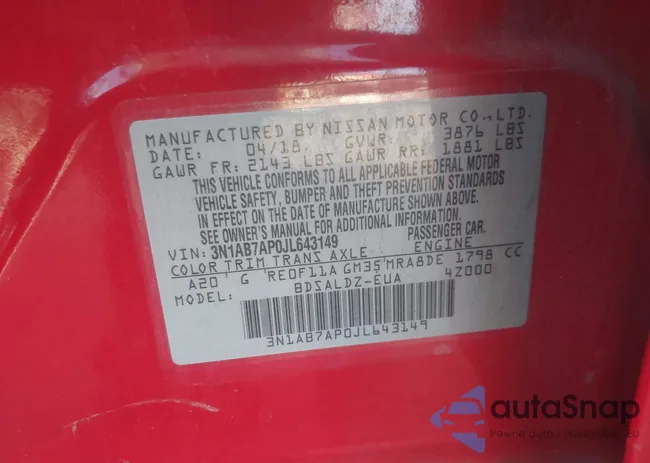 MANUFACTURED BY NISSAN MOTOR CO.,LTD.
DATE: 04/18. GVWR: 3876 LBS
GAWR FR: 2143 LBS GAWR RR: 1881 LBS
THIS VEHICLE CONFORMS TO ALL APPLICABLE FEDERAL MOTOR
VEHICLE SAFETY, BUMPER AND THEFT PREVENTION STANDARDS
IN EFFECT ON THE DATE OF MANUFACTURE SHOWN ABOVE.
SEE OWNER'S MANUAL FOR ADDITIONAL INFORMATION.
VIN: 3N1AB7AP0JL643149 PASSENGER CAR.
COLOR TRIM TRANS AXLE ENGINE
A20 G RE0F11A GM35 MRA8DE 1798 CC
MODEL: BDSALDZ-EUA 4Z000
3N1AB7AP0JL643149
autoSnap